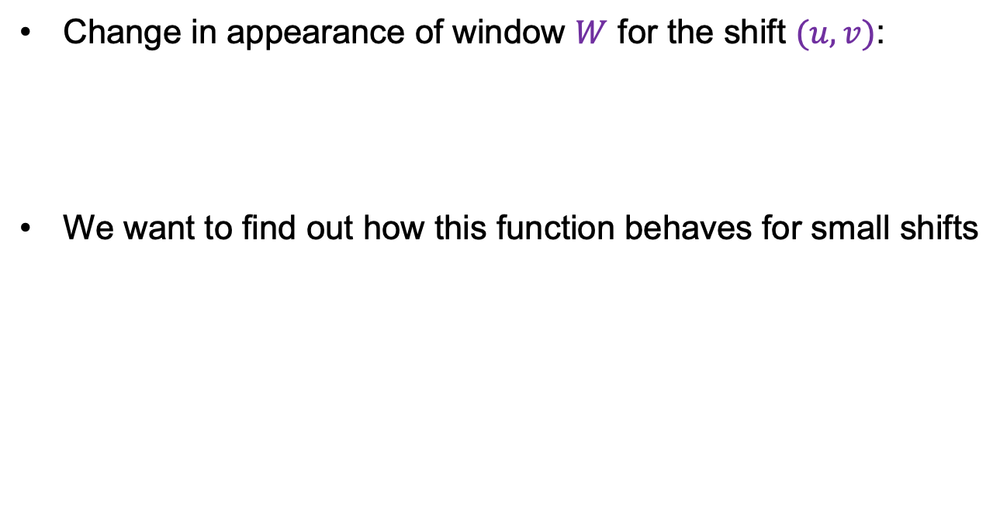 • Change in appearance of window W for the shift (u, v):
• We want to find out how this function behaves for small shifts